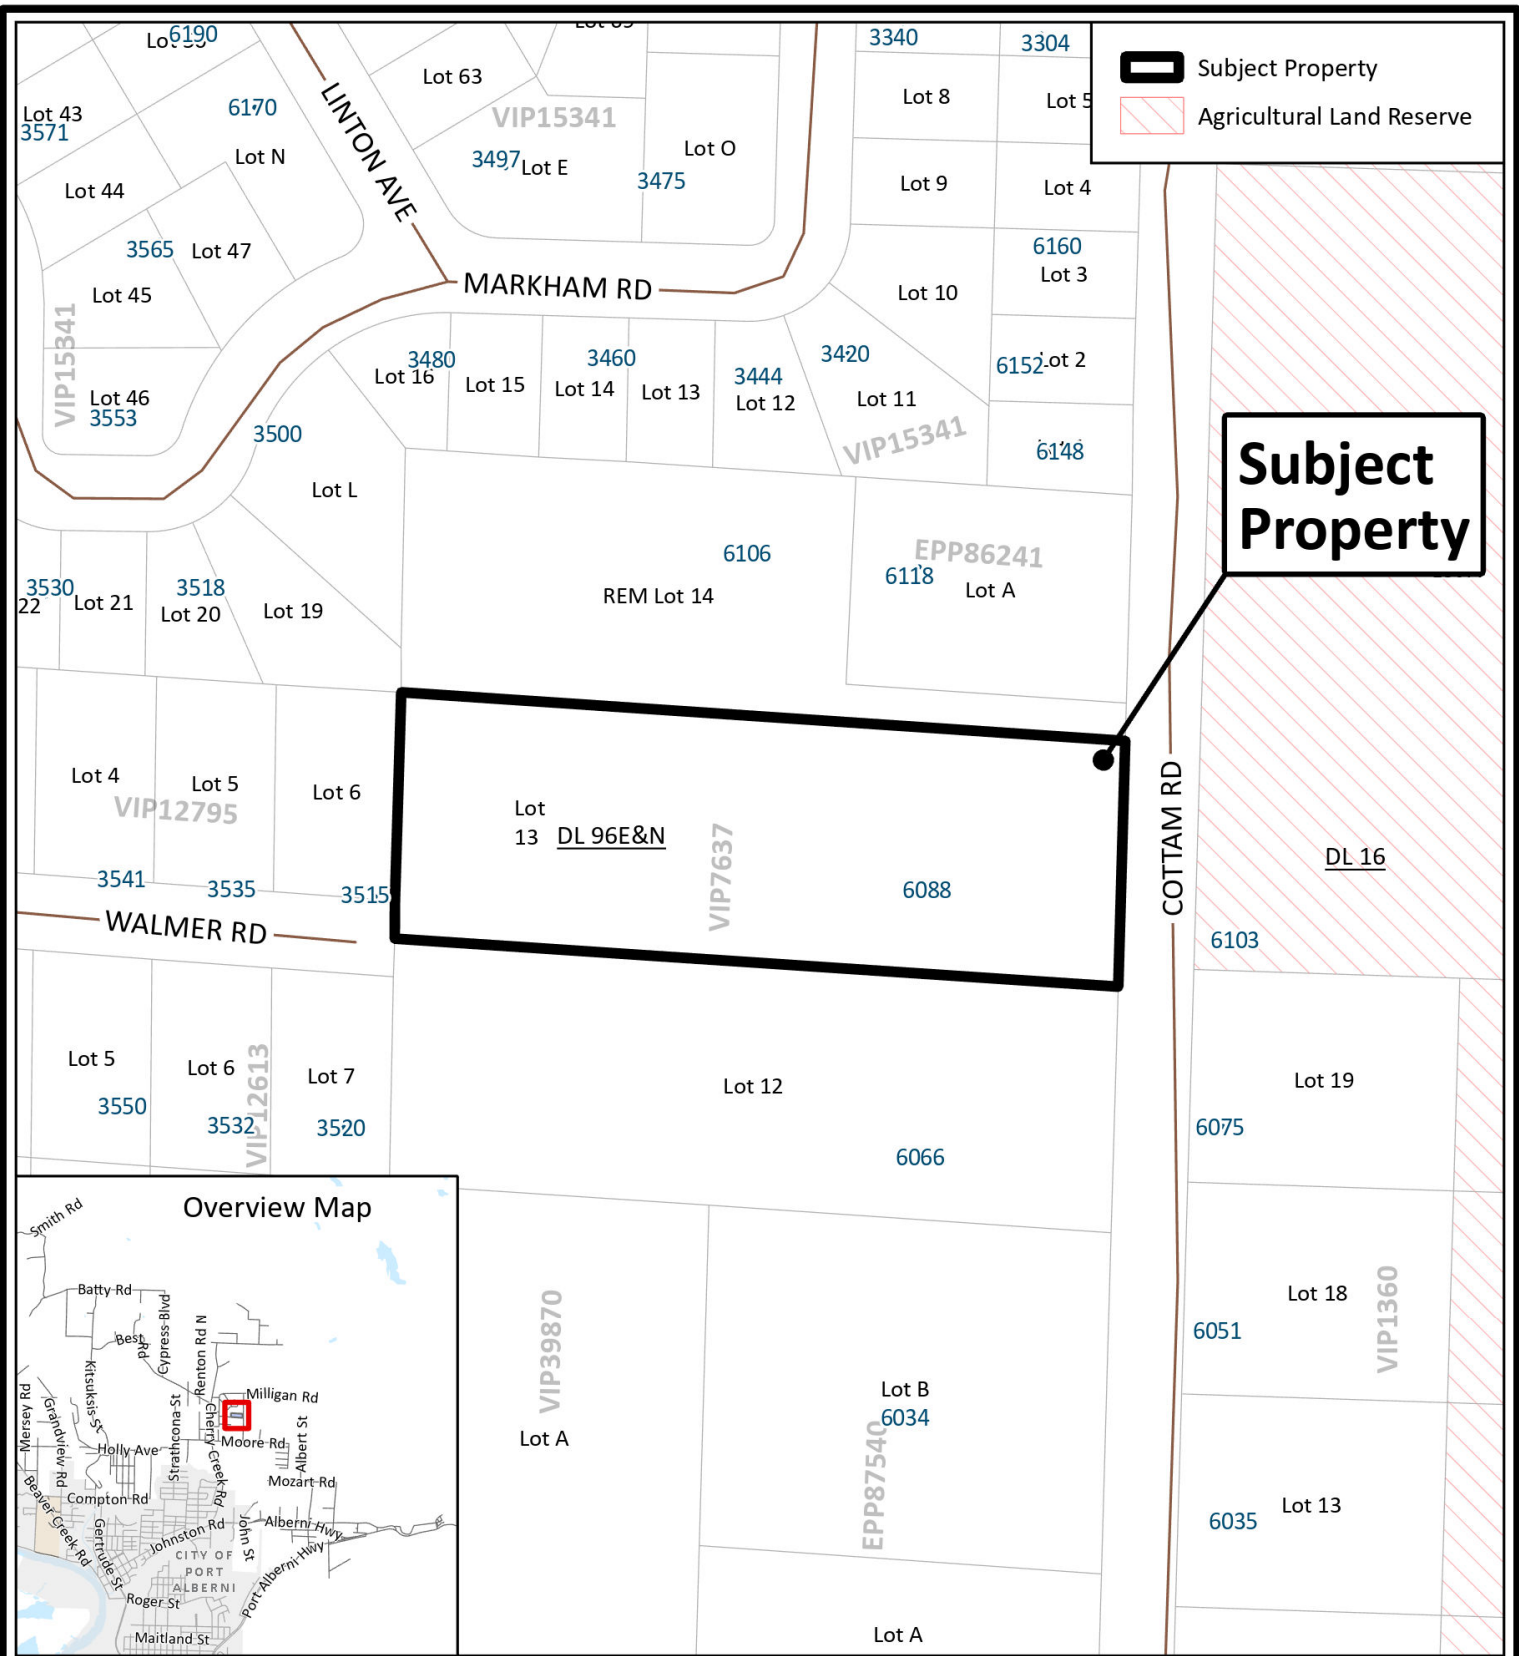 6190
3340
3304
Subject Property
Agricultural Land Reserve
Lot 63
Lot 8
Lot 5
Lot 43
3571
6170
LINTON AVE
VIP15341
Lot N
3497
Lot E
Lot O
3475
Lot 9
Lot 4
Lot 44
3565
Lot 47
6160
Lot 3
Lot 45
MARKHAM RD
Lot 10
VIP15341
3480
Lot 16
Lot 15
3460
Lot 14
Lot 13
3444
Lot 12
3420
Lot 11
6152
Lot 2
Lot 46
3553
3500
VIP15341
6148
Subject
Property
Lot L
6106
REM Lot 14
EPP86241
6118
Lot A
3530
22
Lot 21
3518
Lot 20
Lot 19
Lot 4
Lot 5
VIP12795
Lot 6
Lot
13
DL 96E&N
VIP7637
6088
COTTAM RD
DL 16
3541
3535
3515
WALMER RD
6103
Lot 5
Lot 6
Lot 7
VIP12613
3550
3532
3520
Lot 12
6066
Lot 19
6075
VIP39870
Lot A
Lot B
6034
EPP87540
Lot A
Lot 18
6051
VIP1360
Lot 13
6035
Overview Map
Smith Rd
Batty Rd
Best Rd
Cypress Blvd
Renton Rd N
Kitsuksis St
Mersey Rd
Grandview Rd
Strathcona St
Cherry Creek Rd
Milligan Rd
Moore Rd
Albert St
Holly Ave
Mozart Rd
Compton Rd
Beaver Creek Rd
Gertrude St
Johnston Rd
John St
Alberni Hwy
Port Alberni Hwy
CITY OF
PORT
ALBERNI
Roger St
Maitland St